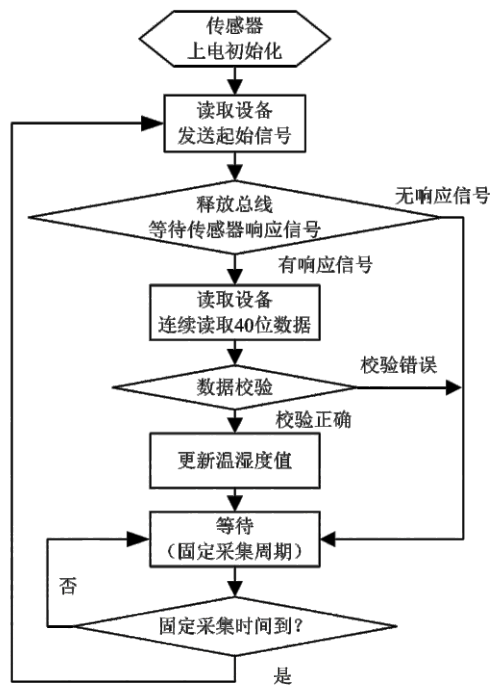 传感器
上电初始化
读取设备
发送起始信号
释放总线
等待传感器响应信号
无响应信号
有响应信号
读取设备
连续读取40位数据
校验错误
数据校验
校验正确
更新温湿度值
等待
（固定采集周期）
否
固定采集时间到？
是